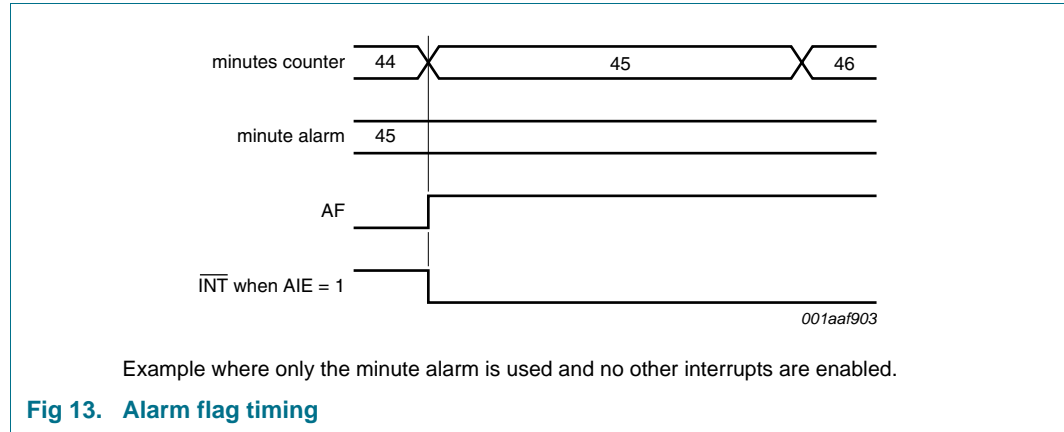 minutes counter 44 45 46
minute alarm 45
AF
INT when AIE = 1
001aaf903
Example where only the minute alarm is used and no other interrupts are enabled.
Fig 13. Alarm flag timing